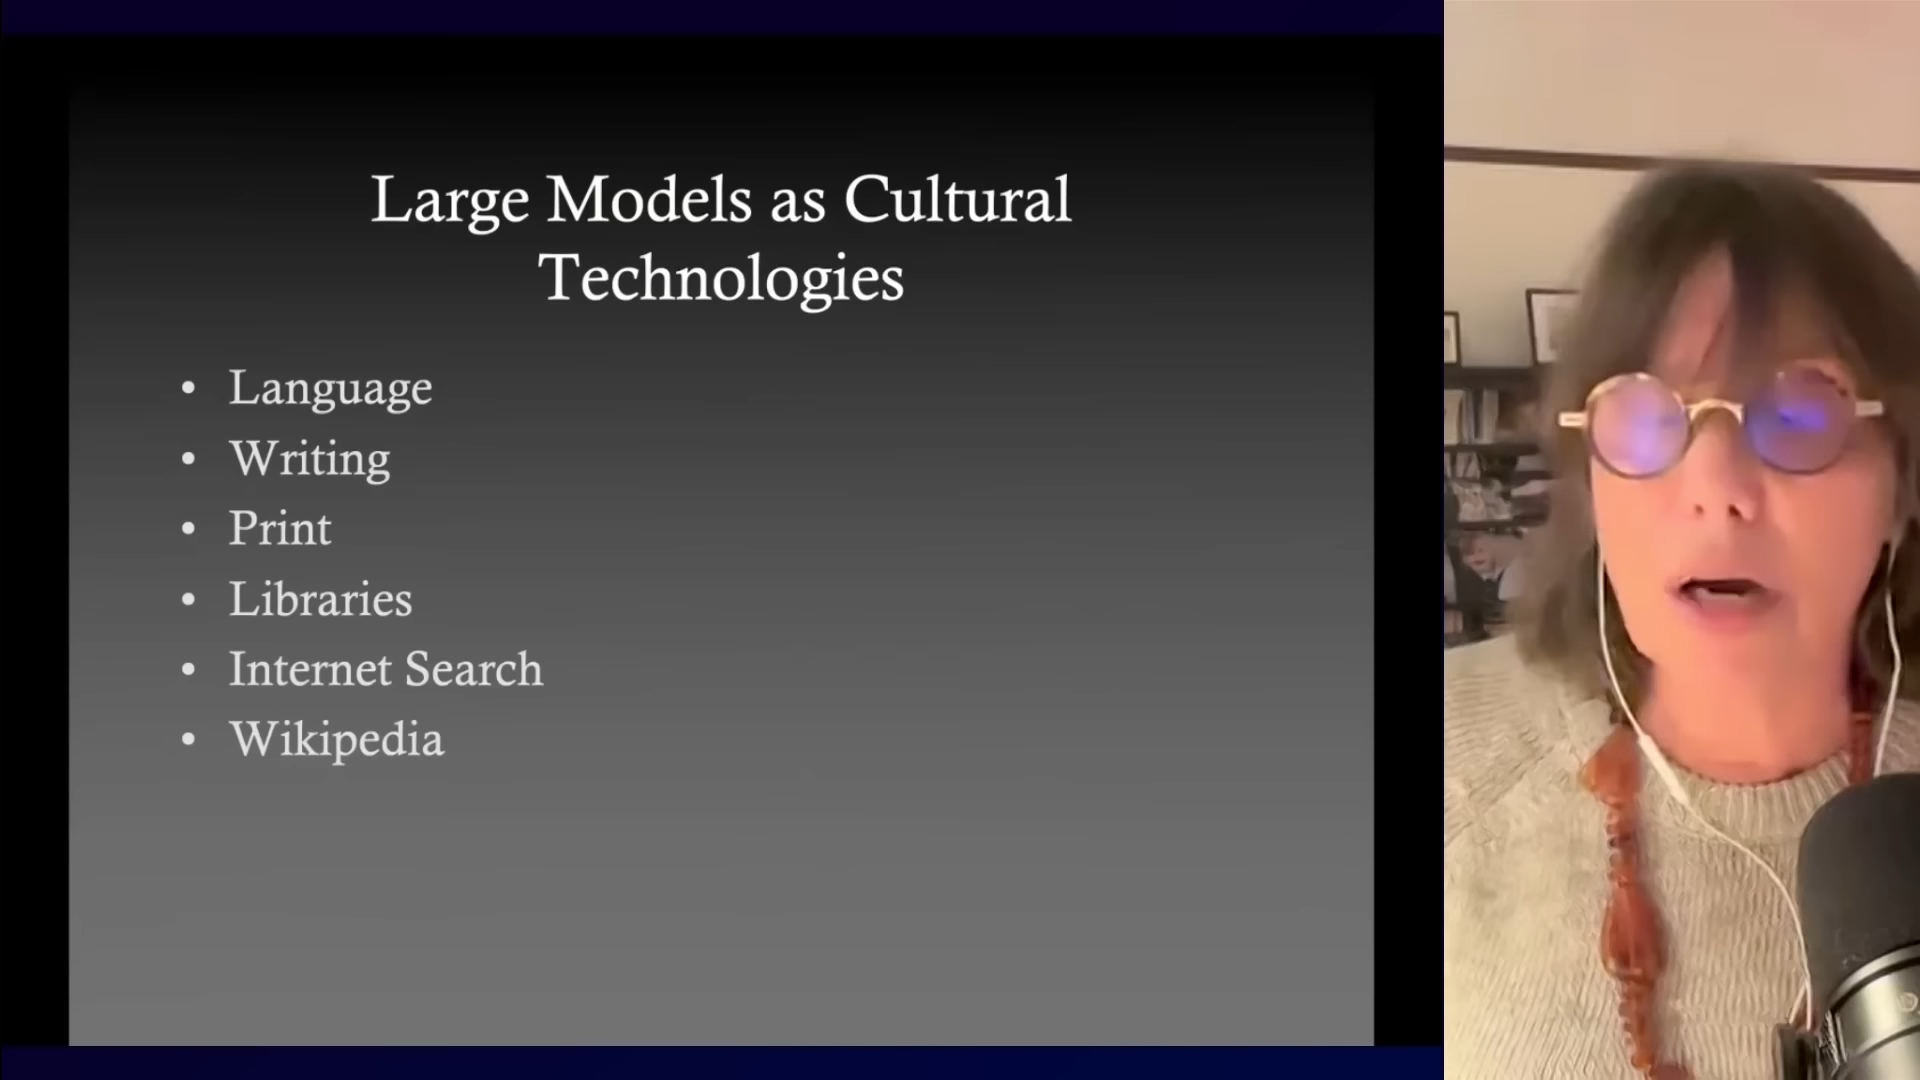 Large Models as Cultural
Technologies
• Language
• Writing
• Print
• Libraries
• Internet Search
• Wikipedia